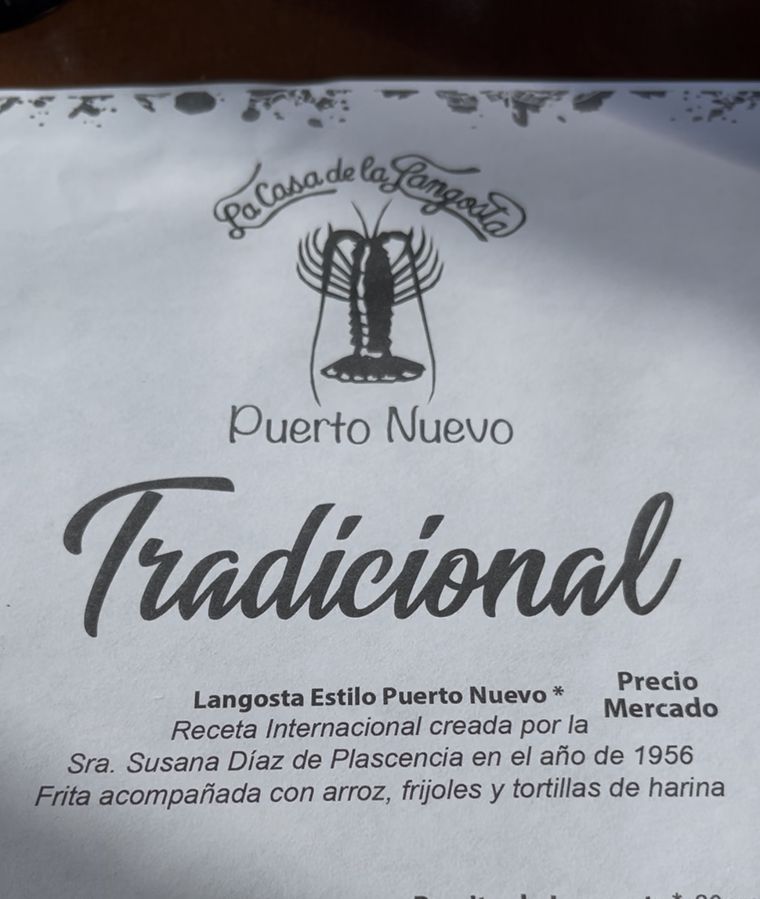 La Casa de la Langosta
Puerto Nuevo
Tradicional
Langosta Estilo Puerto Nuevo *
Precio
Mercado
Receta Internacional creada por la
Sra. Susana Díaz de Plascencia en el año de 1956
Frita acompañada con arroz, frijoles y tortillas de harina